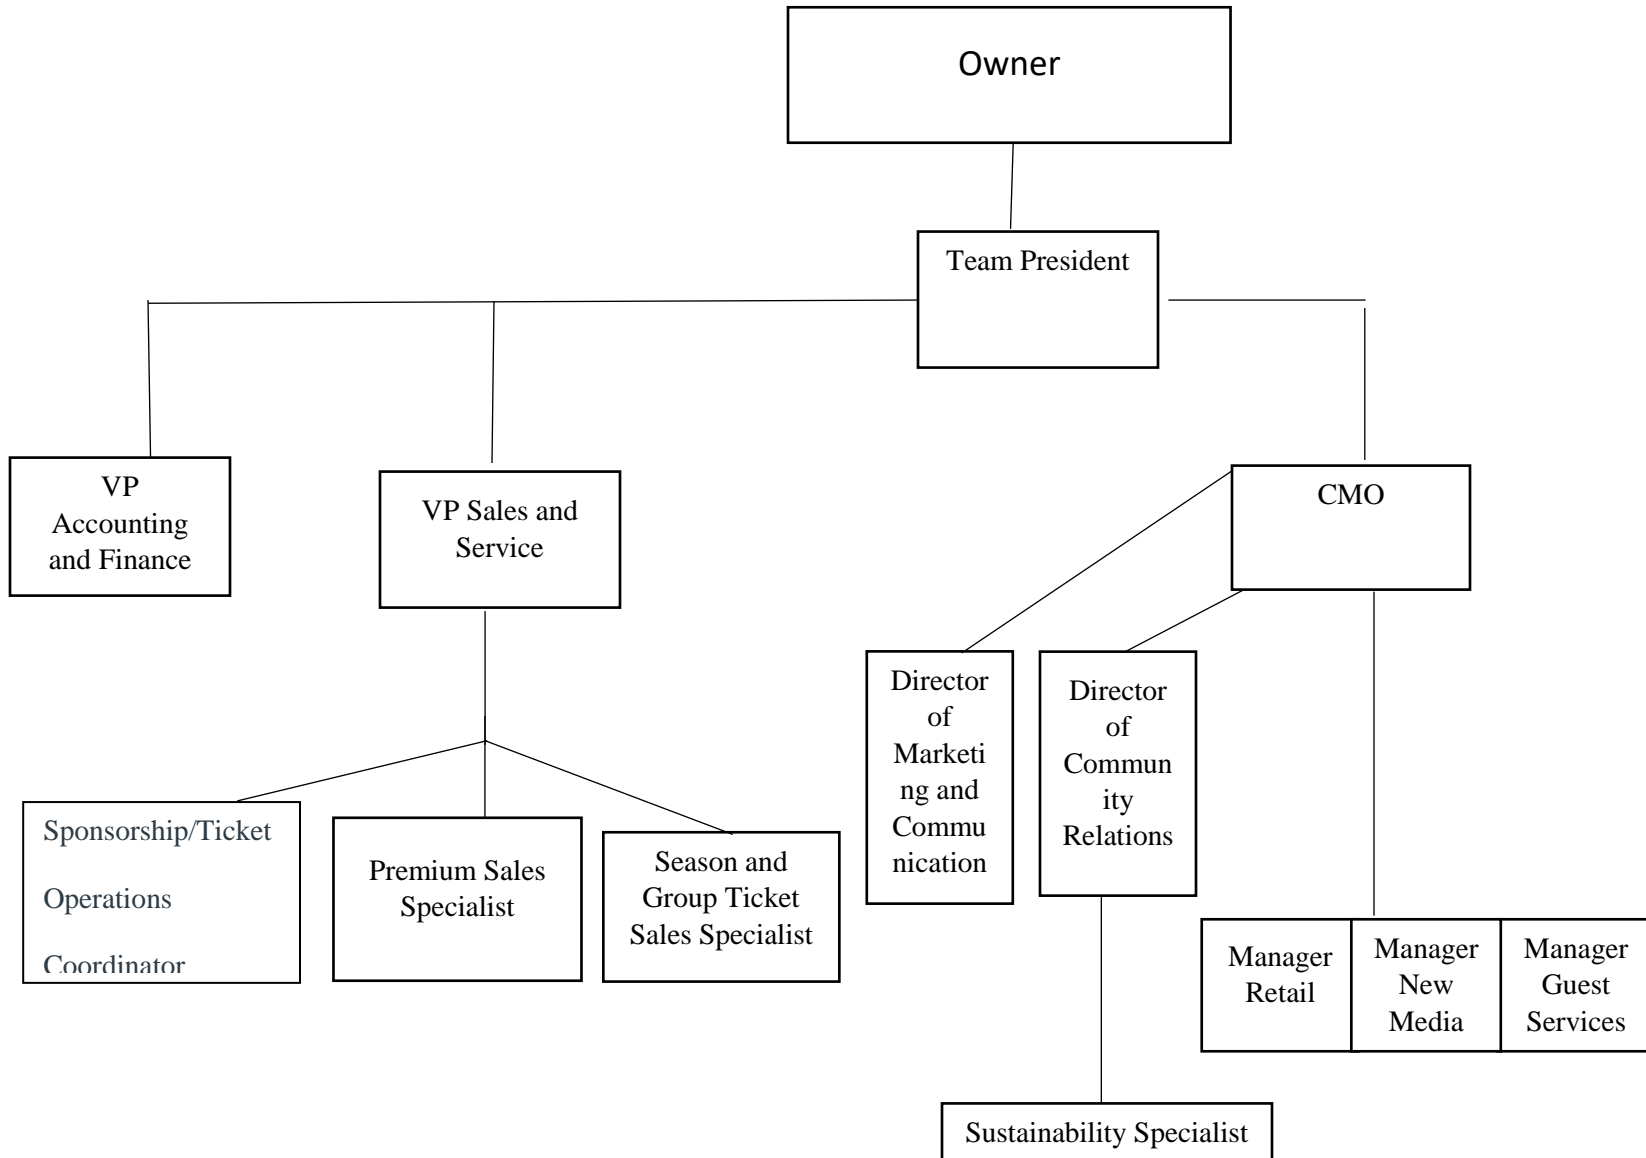 Owner
Team President
VP
Accounting
and Finance
VP Sales and
Service
CMO
Director
of
Marketi
ng and
Commu
nication
Director
of
Commun
ity
Relations
Sponsorship/Ticket
Operations
Coordinator
Premium Sales
Specialist
Season and
Group Ticket
Sales Specialist
Manager
Retail
Manager
New
Media
Manager
Guest
Services
Sustainability Specialist